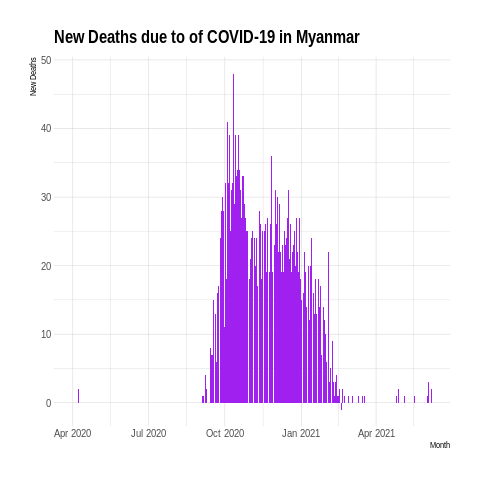 New Deaths due to of COVID-19 in Myanmar
New Deaths
50
40
30
20
10
0
Apr 2020 Jul 2020 Oct 2020 Jan 2021 Apr 2021
Month